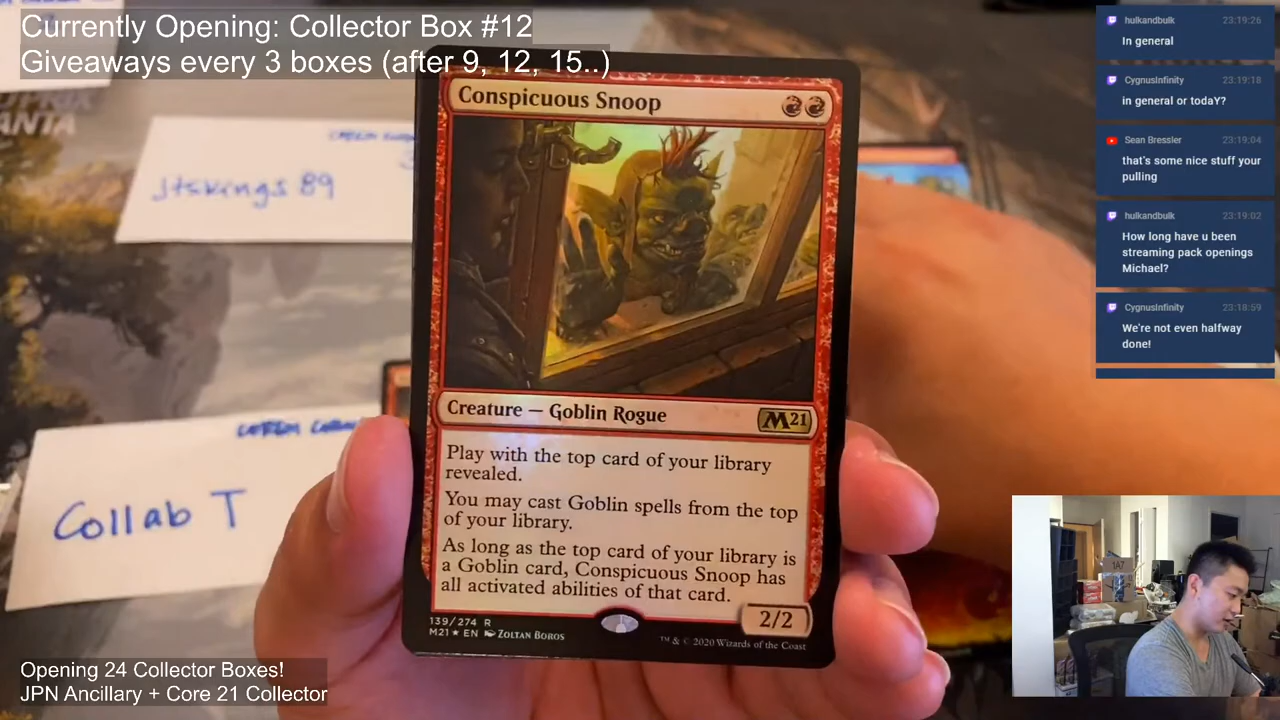 Currently Opening: Collector Box #12
Giveaways every 3 boxes (after 9, 12, 15..)
Jtskings 89
Collab T
Conspicuous Snoop
Creature — Goblin Rogue
M21
Play with the top card of your library
revealed.
You may cast Goblin spells from the top
of your library.
As long as the top card of your library is
a Goblin card, Conspicuous Snoop has
all activated abilities of that card.
2/2
139/274 R
M21 ★ EN ZOLTAN BOROS
™ & © 2020 Wizards of the Coast
hulkandbulk 23:19:26
In general
CygnusInfinity 23:19:18
in general or todaY?
Sean Bressler 23:19:04
that's some nice stuff your
pulling
hulkandbulk 23:19:02
How long have u been
streaming pack openings
Michael?
CygnusInfinity 23:18:59
We're not even halfway
done!
1A7
Opening 24 Collector Boxes!
JPN Ancillary + Core 21 Collector